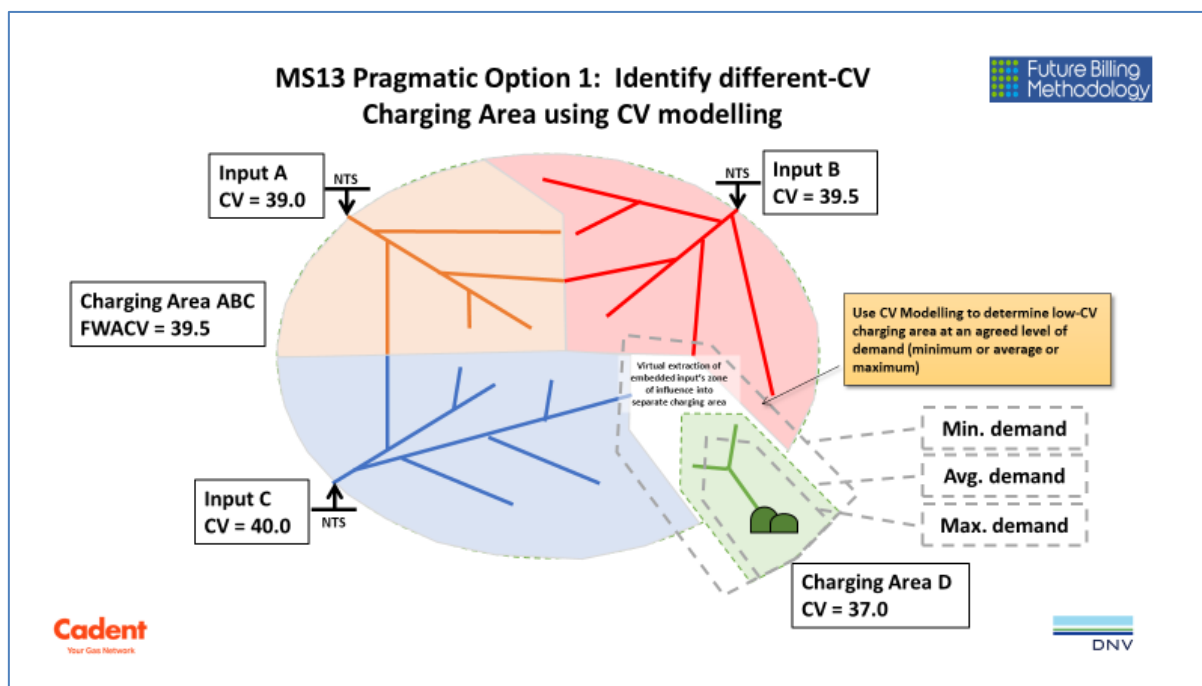 MS13 Pragmatic Option 1:  Identify different-CV
Charging Area using CV modelling
Future Billing
Methodology
Input A
CV = 39.0
NTS
NTS
Input B
CV = 39.5
Charging Area ABC
FWACV = 39.5
Use CV Modelling to determine low-CV
charging area at an agreed level of
demand (minimum or average or
maximum)
Virtual extraction of
embedded input's zone
of influence into
separate charging area
Min. demand
Avg. demand
Max. demand
Input C
CV = 40.0
NTS
Charging Area D
CV = 37.0
Cadent
Your Gas Network
DNV